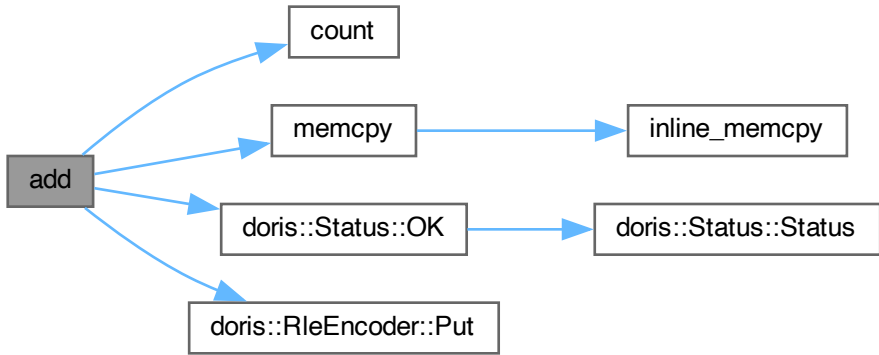 add
count
memcpy
inline_memcpy
doris::Status::OK
doris::Status::Status
doris::RleEncoder::Put